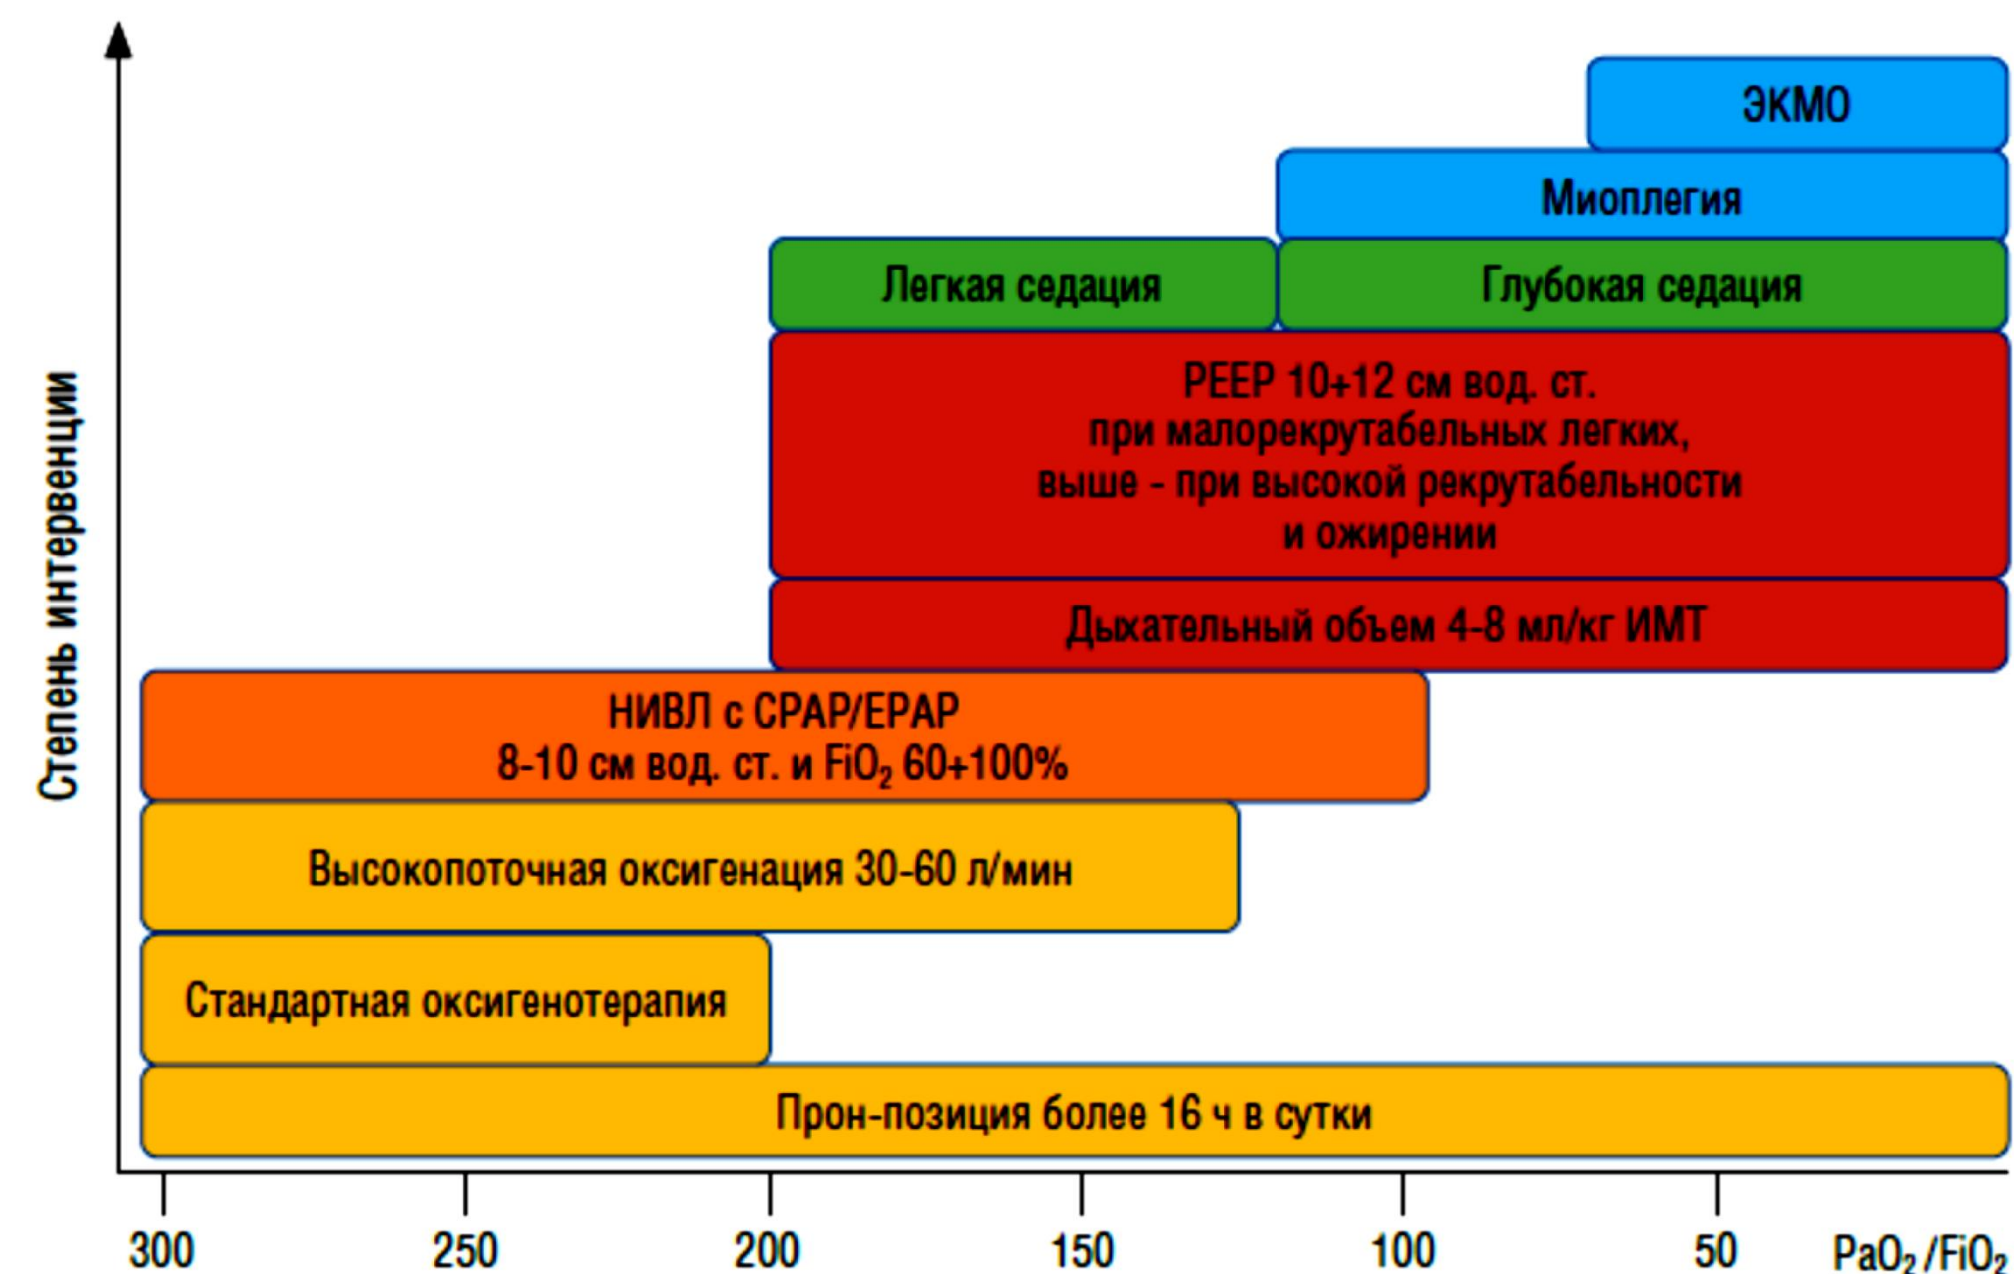 ЭКМО
Миоплегия
Легкая седация
Глубокая седация
PEEP 10+12 см вод. ст.
при малорекрутабельных легких,
выше - при высокой рекрутабельности
и ожирении
Дыхательный объем 4-8 мл/кг ИМТ
НИВЛ с CPAP/EPAP
8-10 см вод. ст. и FiO₂ 60+100%
Высокопоточная оксигенация 30-60 л/мин
Стандартная оксигенотерапия
Прон-позиция более 16 ч в сутки
Степень интервенции
300 250 200 150 100 50 PaO₂/FiO₂